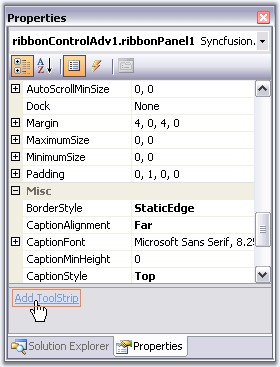 Properties
ribbonControlAdv1.ribbonPanel1 Syncfusion.
AutoScrollMinSize 0, 0
Dock None
Margin 4, 0, 4, 0
MaximumSize 0, 0
MinimumSize 0, 0
Padding 0, 1, 0, 0
Misc
BorderStyle StaticEdge
CaptionAlignment Far
CaptionFont Microsoft Sans Serif, 8.25
CaptionMinHeight 0
CaptionStyle Top
Add ToolStrip
Solution Explorer Properties